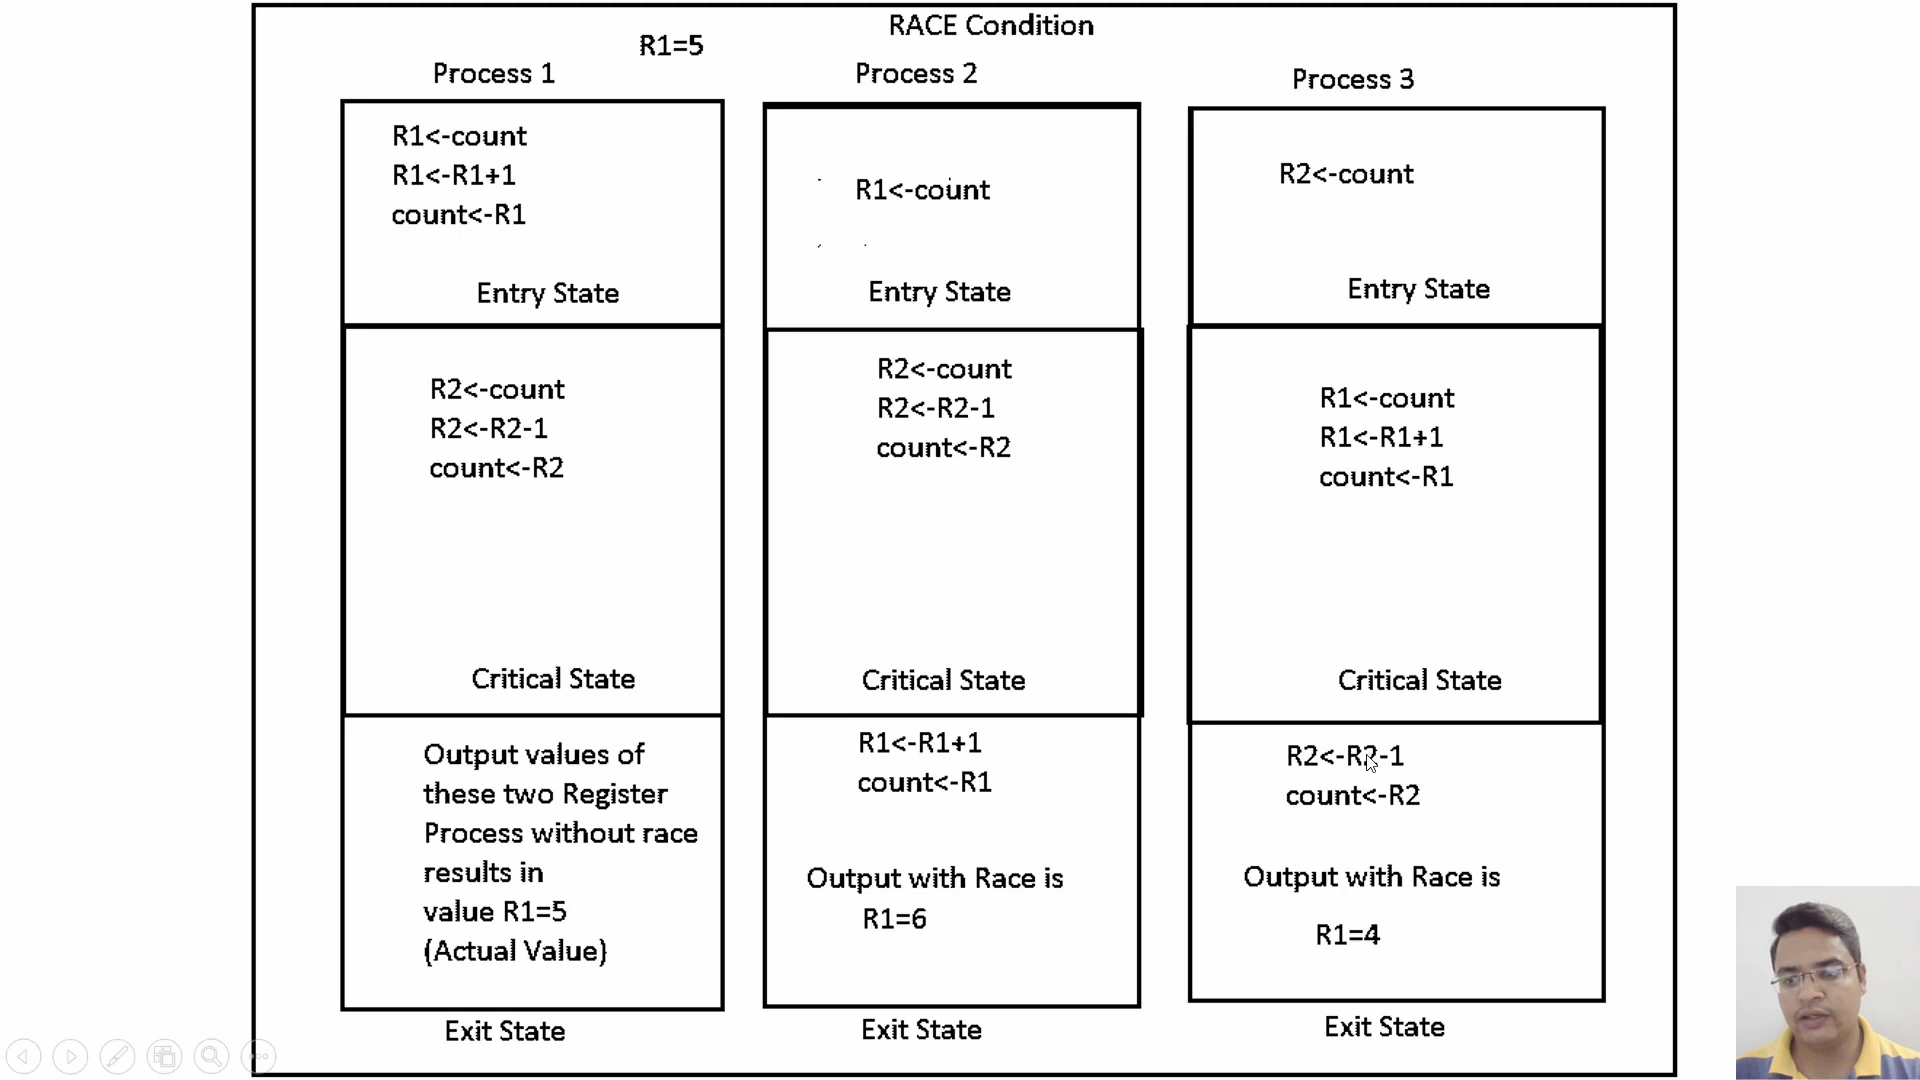 RACE Condition
R1=5
Process 1
R1<-count
R1<-R1+1
count<-R1
Entry State
R2<-count
R2<-R2-1
count<-R2
Critical State
Output values of
these two Register
Process without race
results in
value R1=5
(Actual Value)
Exit State
Process 2
R1<-count
Entry State
R2<-count
R2<-R2-1
count<-R2
Critical State
R1<-R1+1
count<-R1
Output with Race is
R1=6
Exit State
Process 3
R2<-count
Entry State
R1<-count
R1<-R1+1
count<-R1
Critical State
R2<-R2-1
count<-R2
Output with Race is
R1=4
Exit State